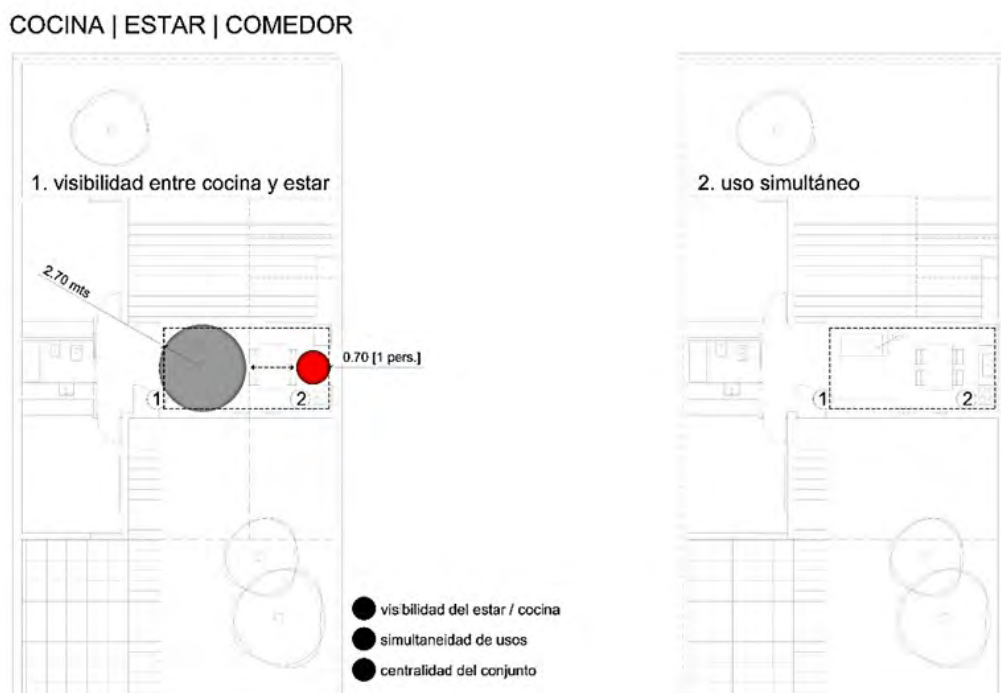 COCINA | ESTAR | COMEDOR
1. visibilidad entre cocina y estar
2. uso simultáneo
2.70 mts
0.70 [1 pers.]
1
2
1
2
visibilidad del estar / cocina
simultaneidad de usos
centralidad del conjunto